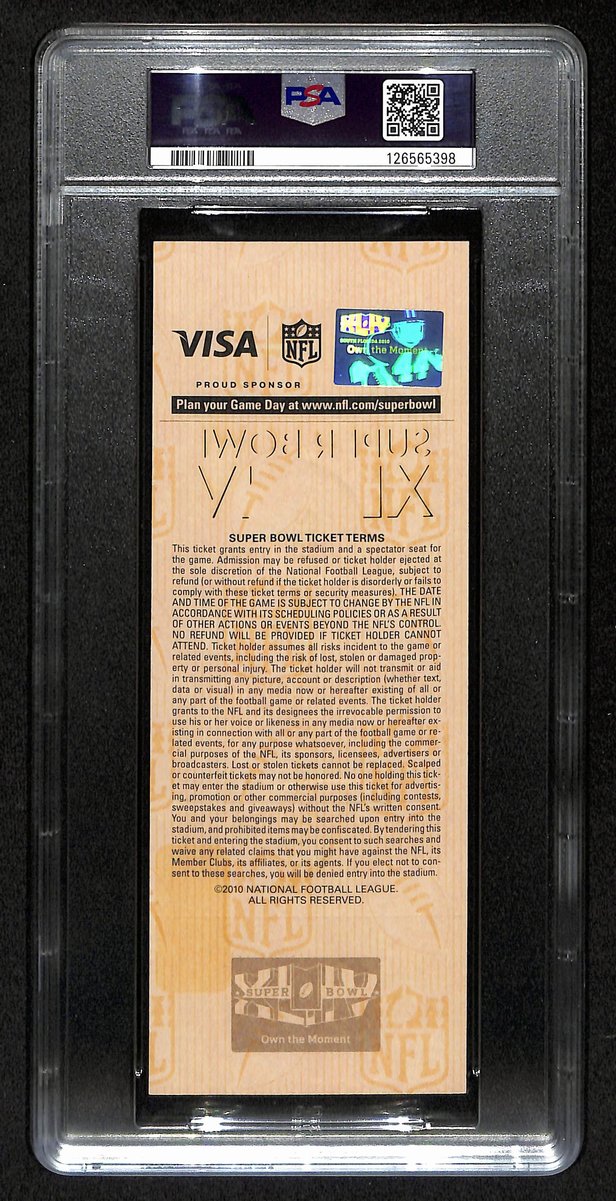 PSA
PSA PSA PSA
126565398
VISA
NFL
PROUD SPONSOR
XLIV
SOUTH FLORIDA 2010
Own the Moment
Plan your Game Day at www.nfl.com/superbowl
SUPER BOWL
XLIV
SUPER BOWL TICKET TERMS
This ticket grants entry in the stadium and a spectator seat for
the game. Admission may be refused or ticket holder ejected at
the sole discretion of the National Football League, subject to
refund (or without refund if the ticket holder is disorderly or fails to
comply with these ticket terms or security measures). THE DATE
AND TIME OF THE GAME IS SUBJECT TO CHANGE BY THE NFL IN
ACCORDANCE WITH ITS SCHEDULING POLICIES OR AS A RESULT
OF OTHER ACTIONS OR EVENTS BEYOND THE NFL'S CONTROL.
NO REFUND WILL BE PROVIDED IF TICKET HOLDER CANNOT
ATTEND. Ticket holder assumes all risks incident to the game or
related events, including the risk of lost, stolen or damaged prop-
erty or personal injury. The ticket holder will not transmit or aid
in transmitting any picture, account or description (whether text,
data or visual) in any media now or hereafter existing of all or
any part of the football game or related events. The ticket holder
grants to the NFL and its designees the irrevocable permission to
use his or her voice or likeness in any media now or hereafter ex-
isting in connection with all or any part of the football game or re-
lated events, for any purpose whatsoever, including the commer-
cial purposes of the NFL, its sponsors, licensees, advertisers or
broadcasters. Lost or stolen tickets cannot be replaced. Scalped
or counterfeit tickets may not be honored. No one holding this tick-
et may enter the stadium or otherwise use this ticket for advertis-
ing, promotion or other commercial purposes (including contests,
sweepstakes and giveaways) without the NFL's written consent.
You and your belongings may be searched upon entry into the
stadium, and prohibited items may be confiscated. By tendering this
ticket and entering the stadium, you consent to such searches and
waive any related claims that you might have against the NFL, its
Member Clubs, its affiliates, or its agents. If you elect not to con-
sent to these searches, you will be denied entry into the stadium.
©2010 NATIONAL FOOTBALL LEAGUE.
ALL RIGHTS RESERVED.
NFL
XLIV
SUPER BOWL
Own the Moment
NFL